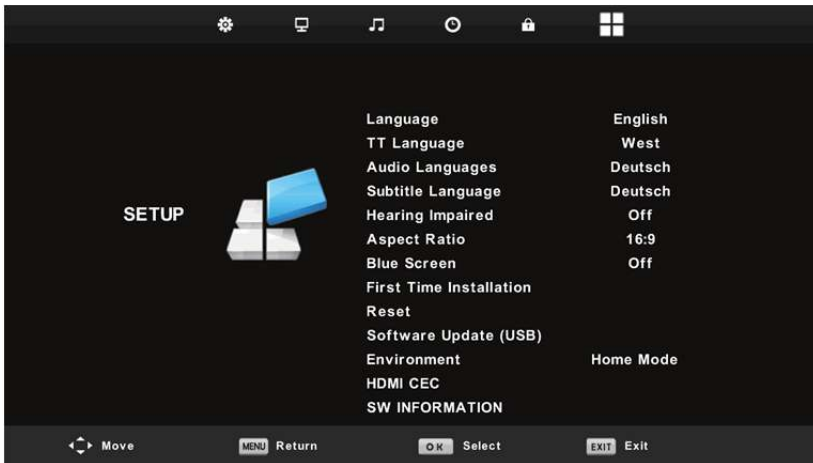 SETUP
Language English
TT Language West
Audio Languages Deutsch
Subtitle Language Deutsch
Hearing Impaired Off
Aspect Ratio 16:9
Blue Screen Off
First Time Installation
Reset
Software Update (USB)
Environment Home Mode
HDMI CEC
SW INFORMATION
Move MENU Return OK Select EXIT Exit